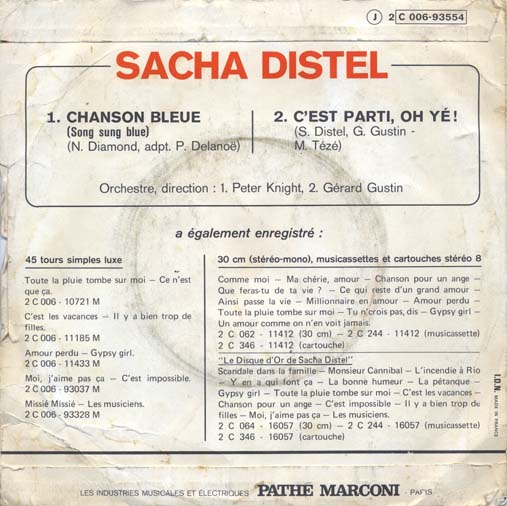 J 2 C 006-93554
SACHA DISTEL
1. CHANSON BLEUE
(Song sung blue)
(N. Diamond, adpt. P. Delanoë)
2. C'EST PARTI, OH YÉ!
(S. Distel, G. Gustin -
M. Tézé)
Orchestre, direction : 1. Peter Knight, 2. Gérard Gustin
a également enregistré :
45 tours simples luxe
Toute la pluie tombe sur moi – Ce n'est
que ça.
2 C 006 - 10721 M
C'est les vacances – Il y a bien trop de
filles.
2 C 006 - 11185 M
Amour perdu – Gypsy girl.
2 C 006 - 11433 M
Moi, j'aime pas ça – C'est impossible.
2 C 006 - 93037 M
Missié Missié – Les musiciens.
2 C 006 - 93328 M
30 cm (stéréo-mono), musicassettes et cartouches stéréo 8
Comme moi – Ma chérie, amour – Chanson pour un ange –
Que feras-tu de ta vie ? – Ce qui reste d'un grand amour –
Ainsi passe la vie – Millionnaire en amour – Amour perdu –
Toute la pluie tombe sur moi – Tu n'crois pas, dis – Gypsy girl –
Un amour comme on n'en voit jamais.
2 C 062 - 11412 (30 cm) – 2 C 244 - 11412 (musicassette)
2 C 346 - 11412 (cartouche)
"Le Disque d'Or de Sacha Distel"
Scandale dans la famille – Monsieur Cannibal – L'incendie à Rio
– Y en a qui font ça – La bonne humeur – La pétanque –
Gypsy girl – Toute la pluie tombe sur moi – C'est les vacances –
Chanson pour un ange – C'est impossible – Il y a bien trop de
filles – Moi, j'aime pas ça – Les musiciens.
2 C 064 - 16057 (30 cm) – 2 C 244 - 16057 (musicassette)
2 C 346 - 16057 (cartouche)
I.D.N. MADE IN FRANCE
LES INDUSTRIES MUSICALES ET ÉLECTRIQUES PATHÉ MARCONI - PARIS